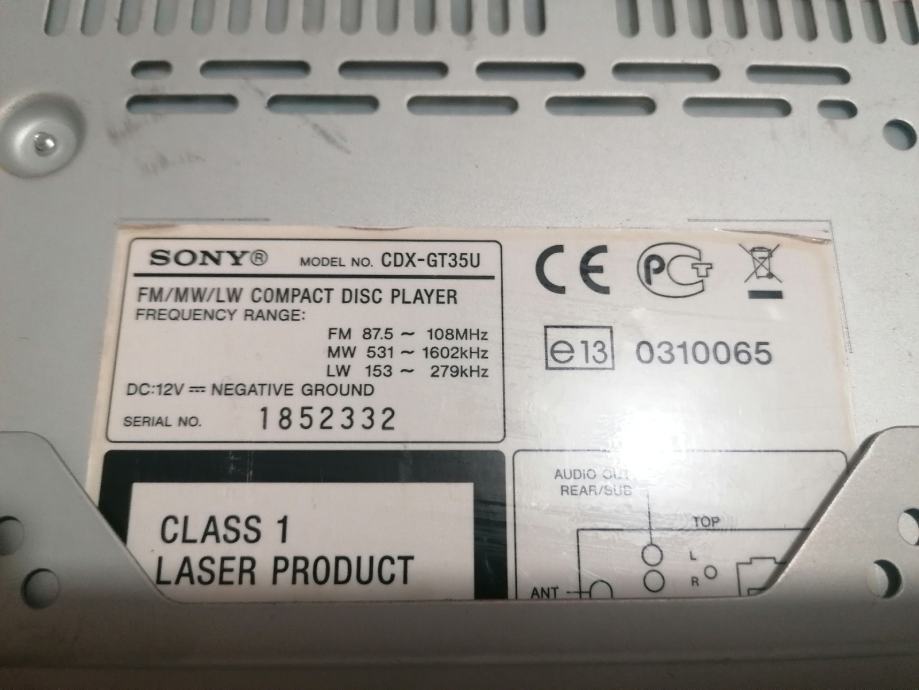 SONY® MODEL NO. CDX-GT35U
FM/MW/LW COMPACT DISC PLAYER
FREQUENCY RANGE:
FM 87.5 ~ 108MHz
MW 531 ~ 1602kHz
LW 153 ~ 279kHz
DC:12V ⎓ NEGATIVE GROUND
SERIAL NO. 1852332
CE PCT
e 13 0310065
CLASS 1
LASER PRODUCT
AUDIO OUT
REAR/SUB
TOP
L
R
ANT